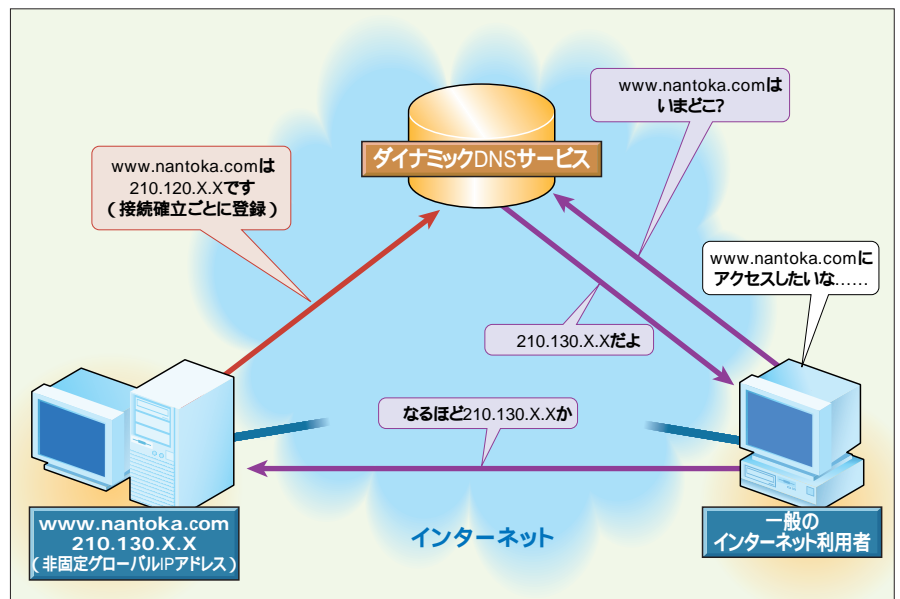 www.nantoka.comは
いまどこ?
ダイナミックDNSサービス
www.nantoka.comは
210.120.X.Xです
(接続確立ごとに登録)
www.nantoka.comに
アクセスしたいな……
210.130.X.Xだよ
なるほど210.130.X.Xか
www.nantoka.com
210.130.X.X
(非固定グローバルIPアドレス)
インターネット
一般の
インターネット利用者